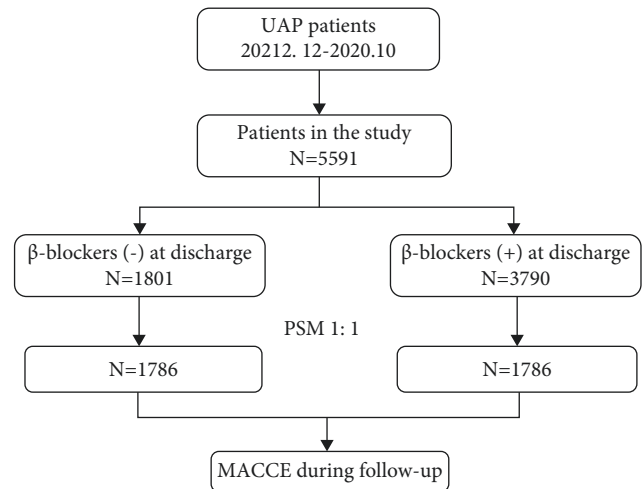 UAP patients
20212. 12-2020.10
Patients in the study
N=5591
β-blockers (-) at discharge
N=1801
β-blockers (+) at discharge
N=3790
PSM 1: 1
N=1786
N=1786
MACCE during follow-up